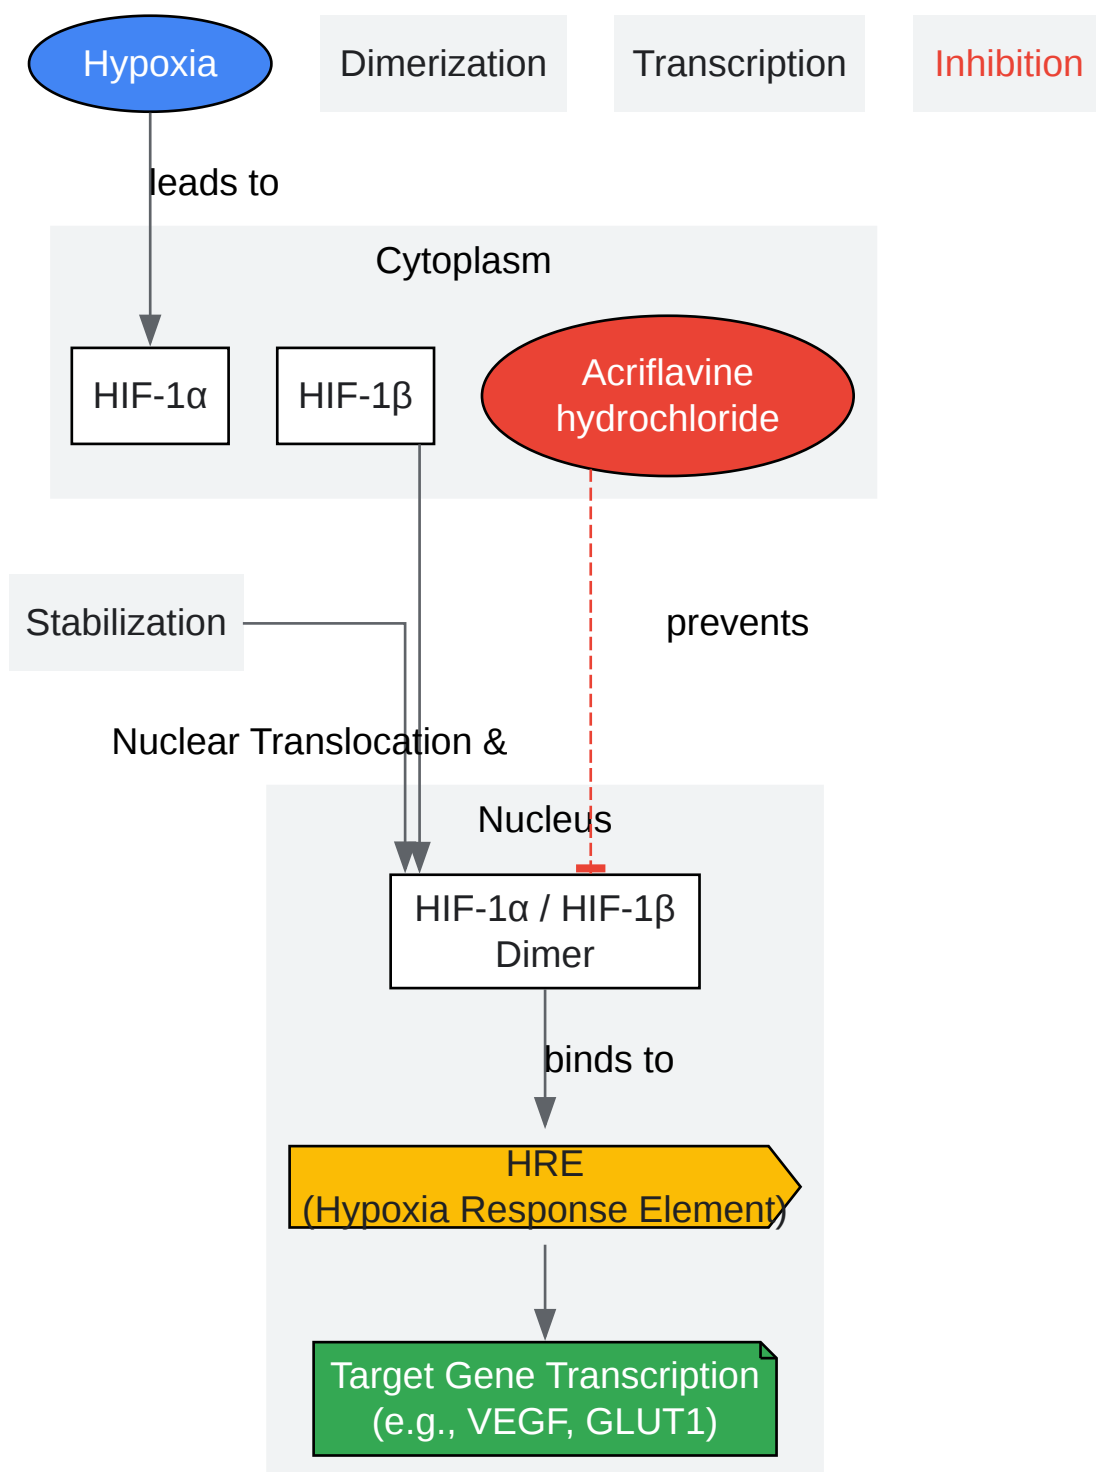 Hypoxia
Dimerization
Transcription
Inhibition
leads to
Cytoplasm
HIF-1α
HIF-1β
Acriflavine
hydrochloride
Stabilization
prevents
Nuclear Translocation &
Nucleus
HIF-1α / HIF-1β
Dimer
binds to
HRE
(Hypoxia Response Element)
Target Gene Transcription
(e.g., VEGF, GLUT1)